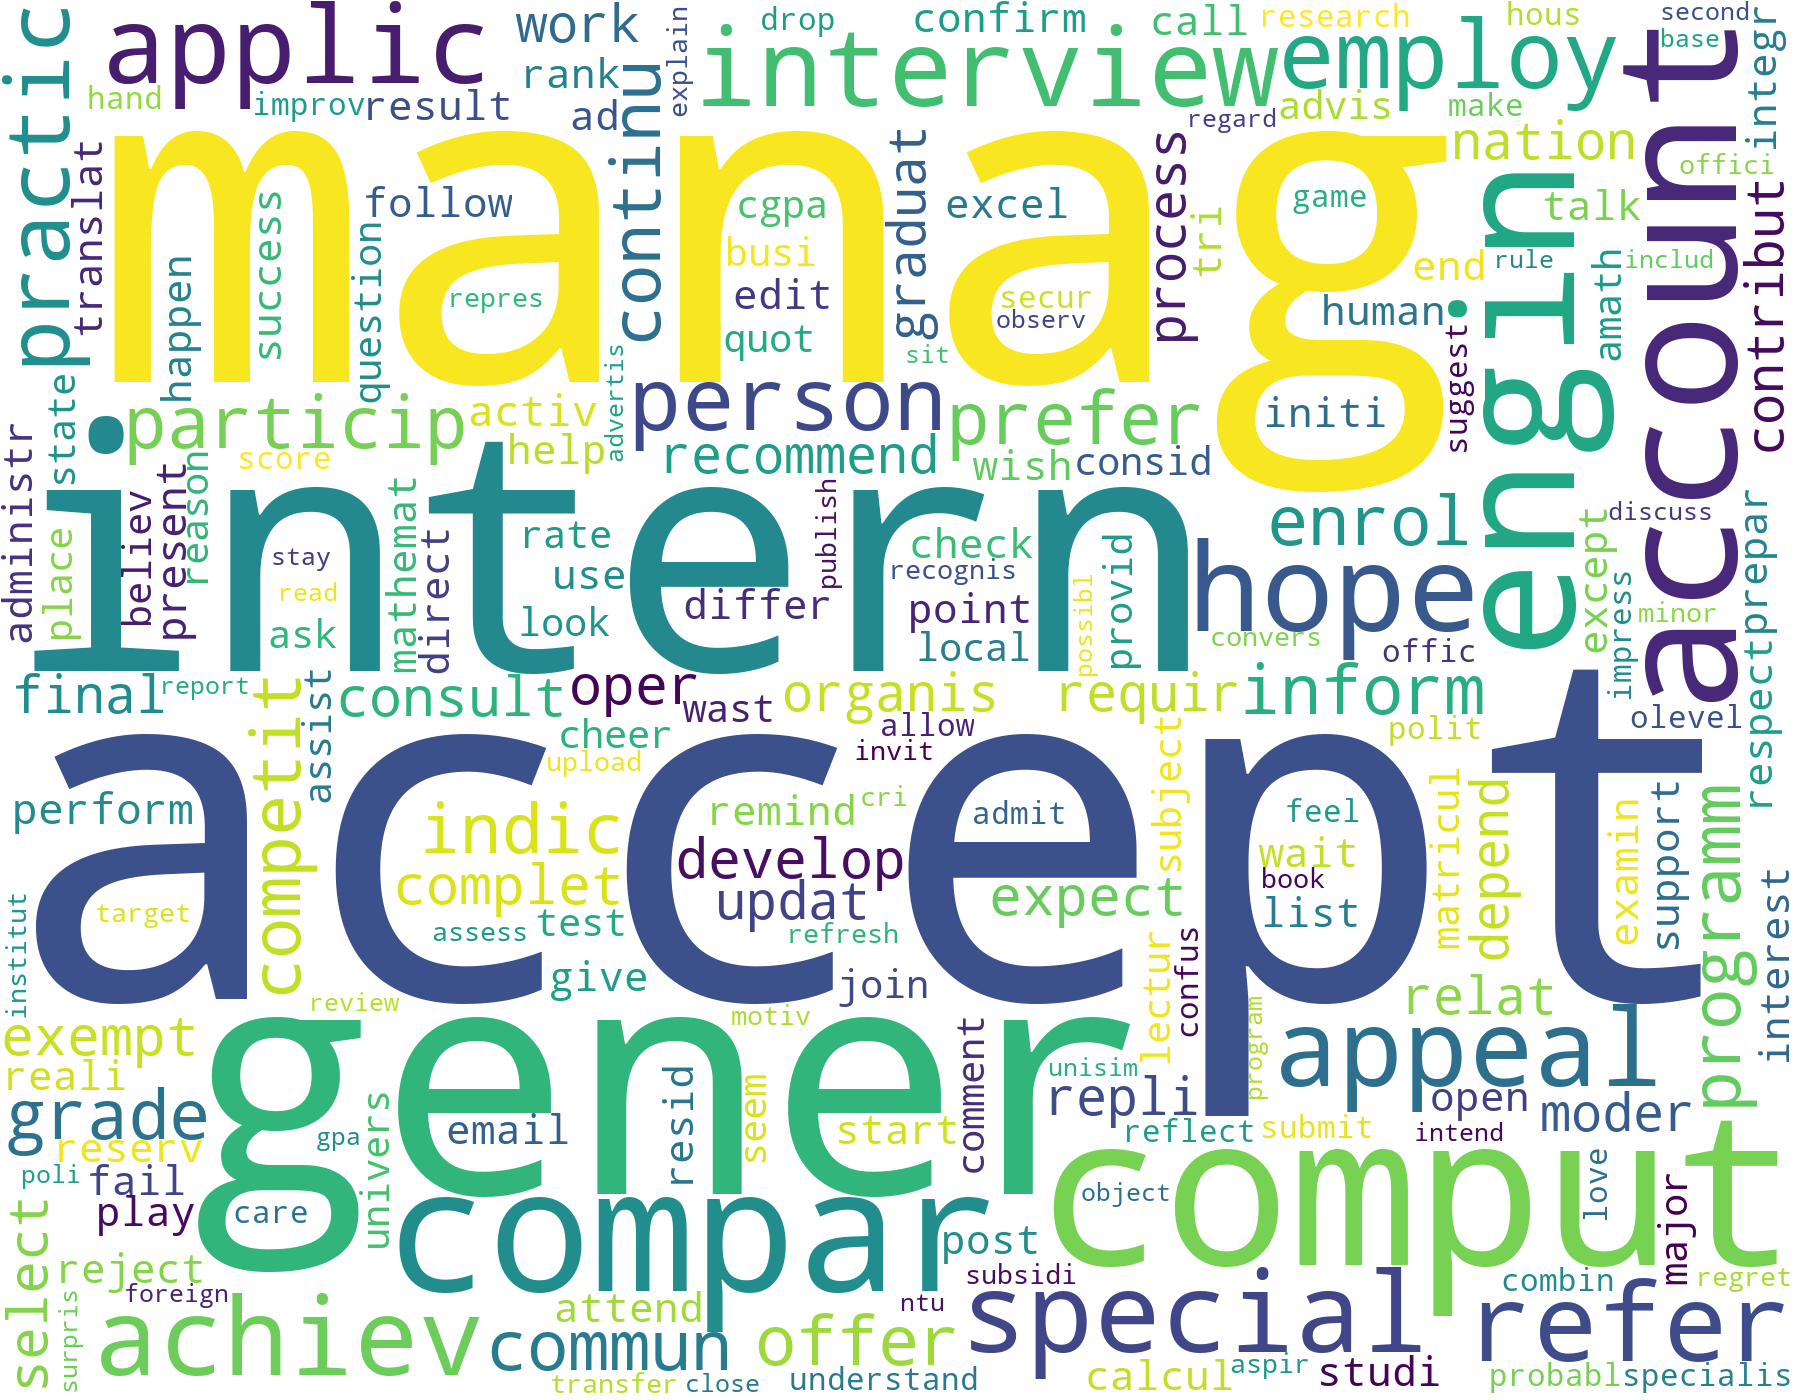 manag
accept
intern
gener
account
engin
comput
compar
applic
interview
employ
practic
hope
appeal
special
refer
achiev
person
prefer
particip
continu
nation
graduat
process
contribut
enrol
inform
programm
develop
indic
complet
competit
consult
oper
organis
requir
recommend
updat
expect
depend
relat
moder
repli
offer
commun
select
grade
exempt
final
perform
work
rank
ad
result
improv
hand
drop
confirm
call
research
hous
second
base
integr
explain
regard
advis
make
offici
talk
translat
success
follow
happen
question
repres
cgpa
busi
edit
quot
excel
secur
observ
sit
tri
game
end
rule
includ
human
amath
initi
suggest
state
administr
activ
help
advertis
score
wish
consid
believ
present
reason
mathemat
direct
rate
use
look
differ
publish
check
recognis
point
local
possibl
provid
convers
offic
except
discuss
impress
minor
respect
prepar
place
stay
read
ask
report
assist
cheer
upload
wast
allow
invit
subject
polit
olevel
remind
cri
admit
feel
wait
book
list
matricul
examin
support
interest
institut
target
assess
test
refresh
give
join
review
motiv
lectur
confus
program
reali
reserv
fail
play
poli
gpa
care
univers
email
resid
seem
start
comment
unisim
reflect
submit
open
intend
object
love
major
reject
foreign
surpris
attend
post
subsidi
ntu
combin
regret
transfer
close
understand
calcul
aspir
studi
probabl
specialis